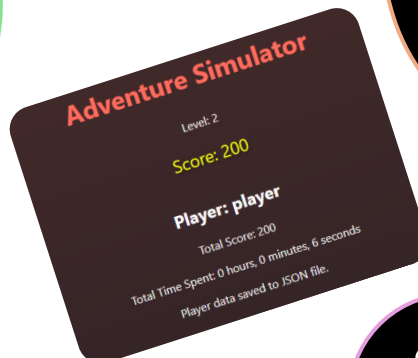 Adventure Simulator
Level: 2
Score: 200
Player: player
Total Score: 200
Total Time Spent: 0 hours, 0 minutes, 6 seconds
Player data saved to JSON file.